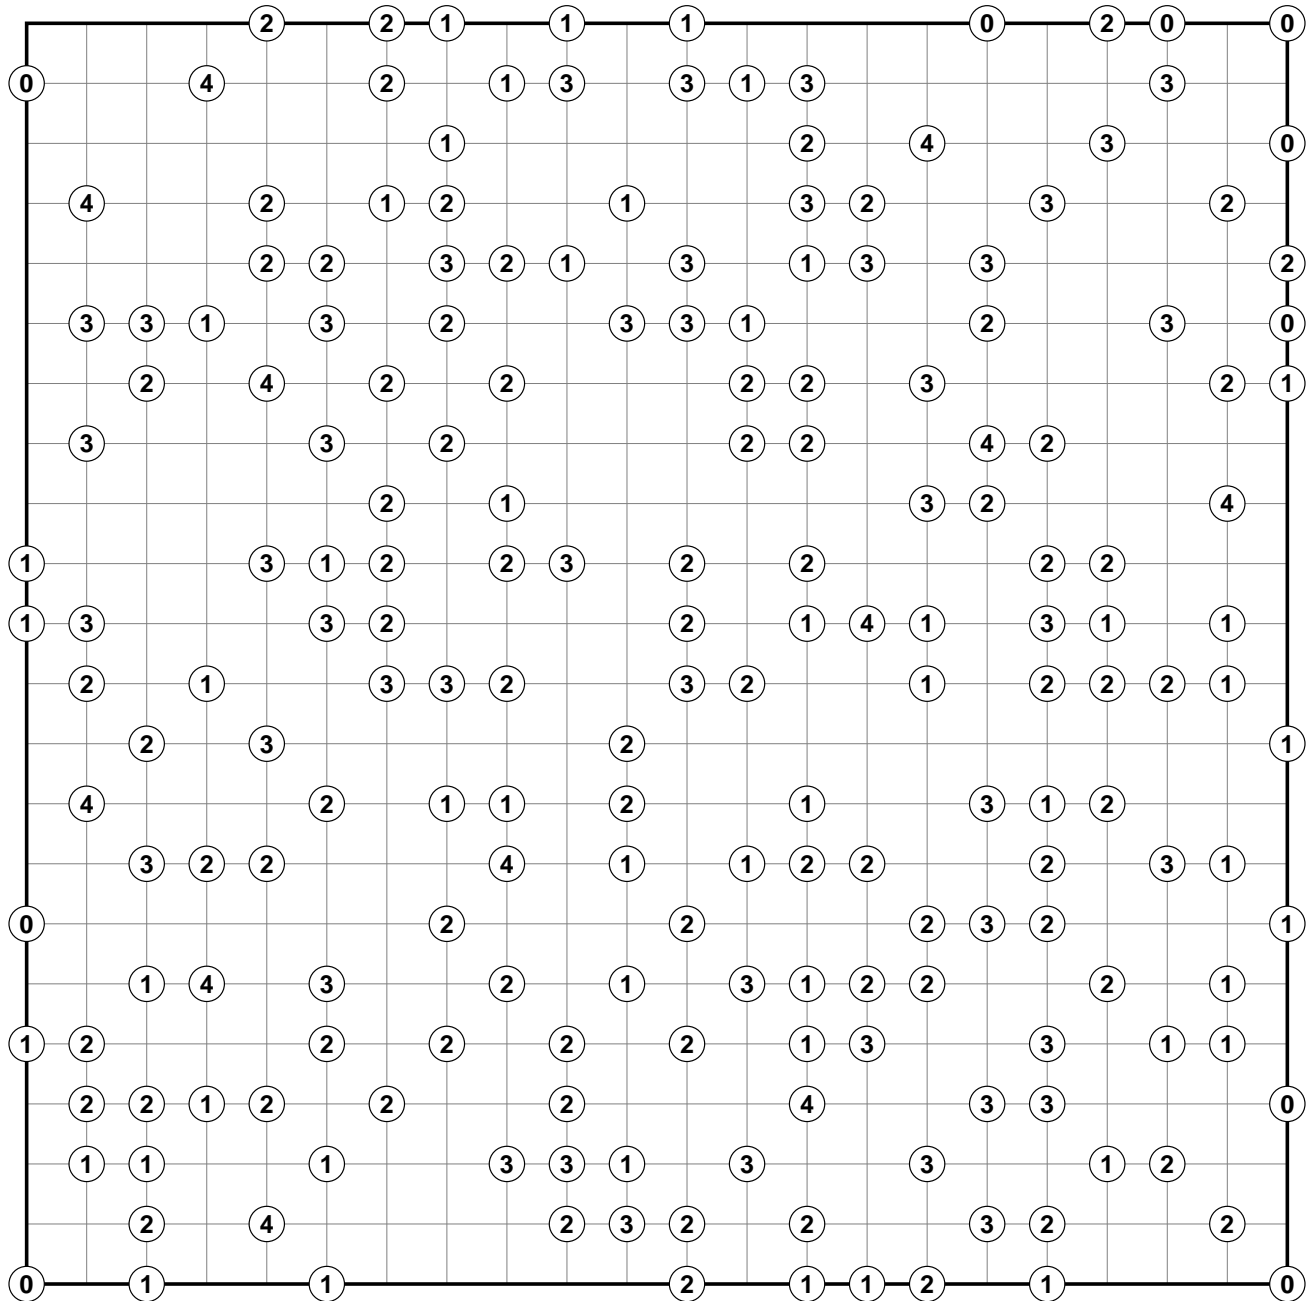 2 2 1 1 1 0 2 0 0
0 4 2 1 3 3 1 3 3
1 2 4 3 0
4 2 1 2 1 3 2 3 2
2 2 3 2 1 3 1 3 3 2
3 3 1 3 2 3 3 1 2 3 0
2 4 2 2 2 2 3 2 1
3 3 2 2 2 4 2
2 1 3 2 4
1 3 1 2 2 3 2 2 2 2
1 3 3 2 2 1 4 1 3 1 1
2 1 3 3 2 3 2 1 2 2 2 1
2 3 2 1
4 2 1 1 2 1 3 1 2
3 2 2 4 1 1 2 2 2 3 1
0 2 2 2 3 2 1
1 4 3 2 1 3 1 2 2 2 1
1 2 2 2 2 2 1 3 3 1 1
2 2 1 2 2 2 4 3 3 0
1 1 1 3 3 1 3 3 1 2
2 4 2 3 2 2 3 2 2
0 1 1 2 1 1 2 1 0